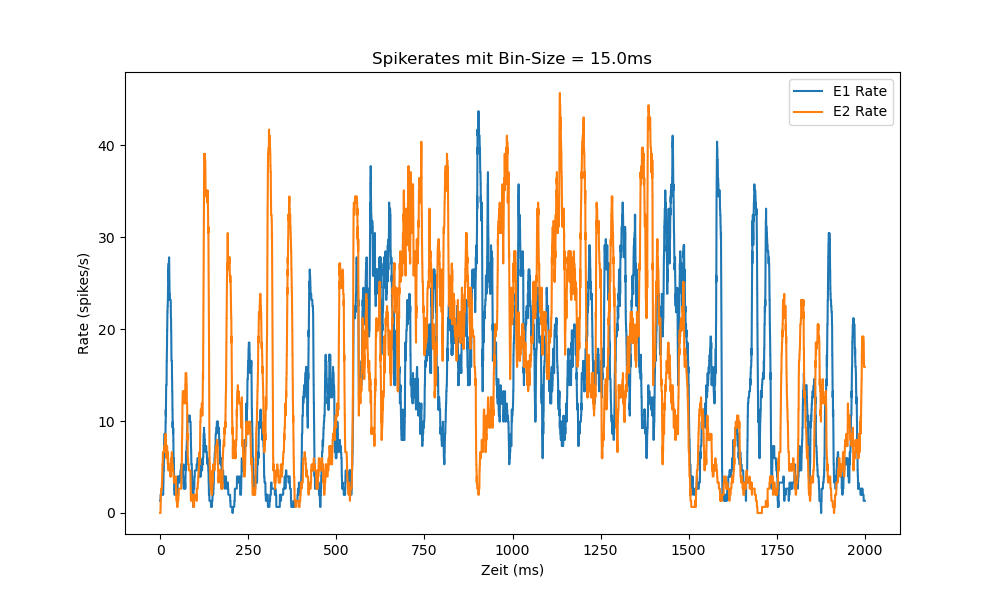 Spikerates mit Bin-Size = 15.0ms
E1 Rate
E2 Rate
40
30
20
10
0
Rate (spikes/s)
0 250 500 750 1000 1250 1500 1750 2000
Zeit (ms)